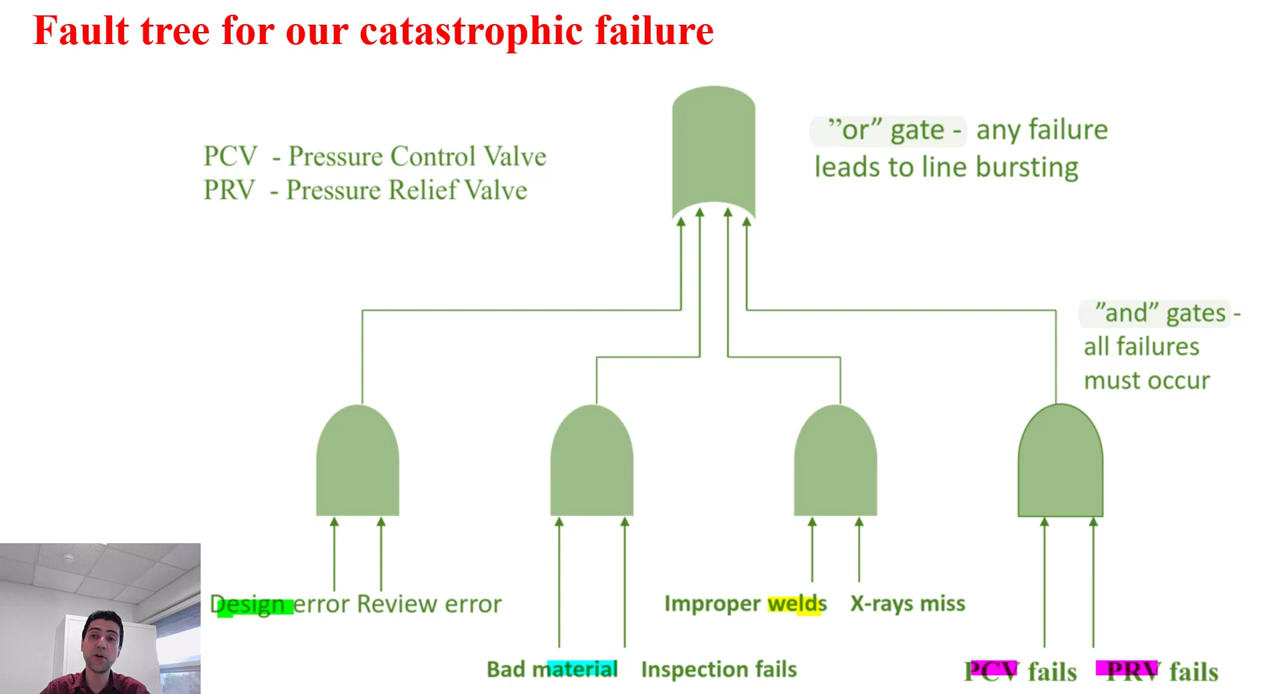 Fault tree for our catastrophic failure
PCV - Pressure Control Valve
PRV - Pressure Relief Valve
”or” gate - any failure
leads to line bursting
”and” gates -
all failures
must occur
Design error Review error
Improper welds X-rays miss
Bad material Inspection fails
PCV fails PRV fails